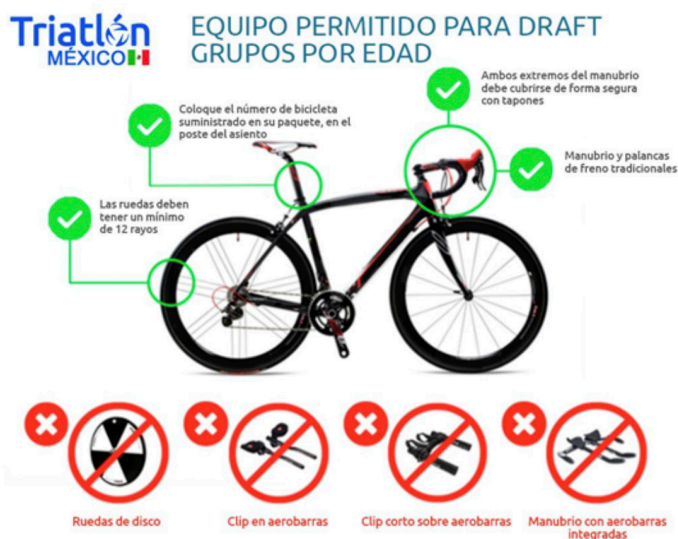 Triatlón
MÉXICO
EQUIPO PERMITIDO PARA DRAFT
GRUPOS POR EDAD
Ambos extremos del manubrio
debe cubrirse de forma segura
con tapones
Coloque el número de bicicleta
suministrado en su paquete, en el
poste del asiento
Manubrio y palancas
de freno tradicionales
Las ruedas deben
tener un mínimo
de 12 rayos
Ruedas de disco
Clip en aerobarras
Clip corto sobre aerobarras
Manubrio con aerobarras
integradas